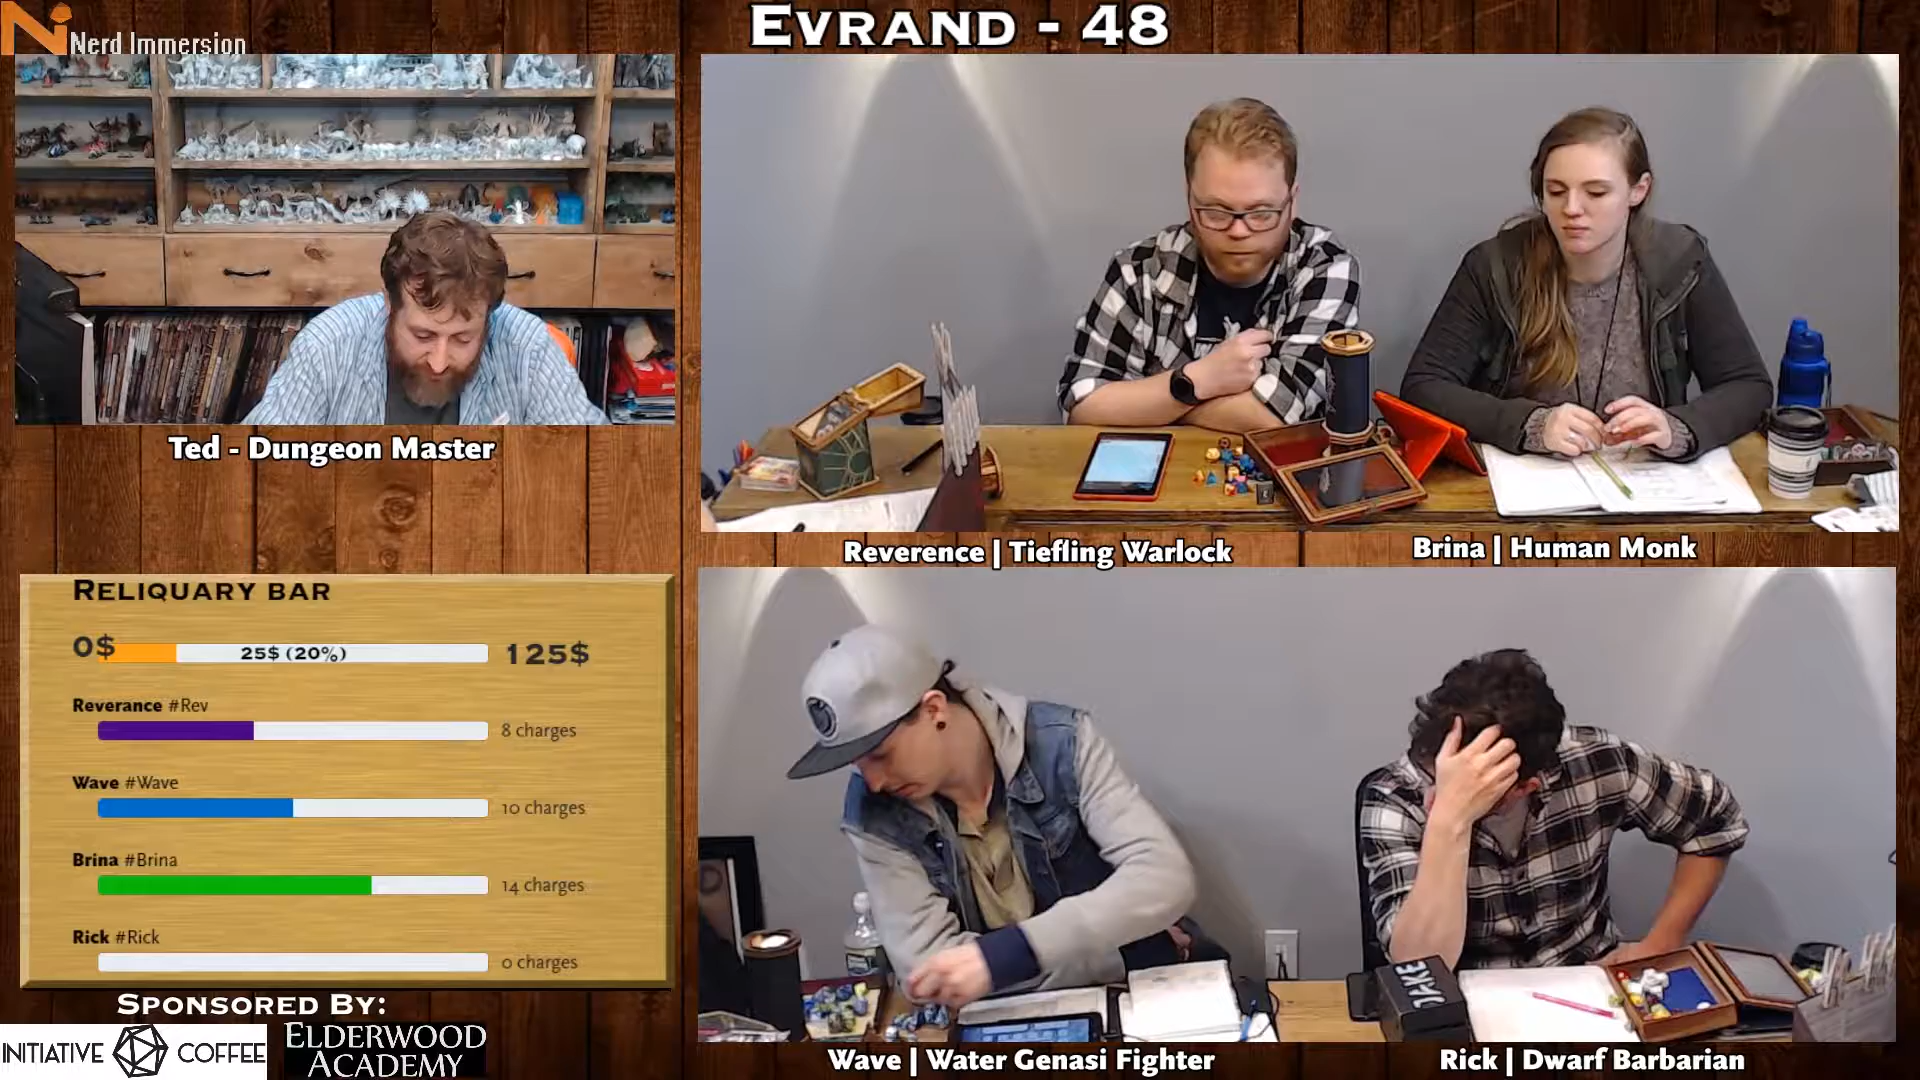 Nerd Immersion
EVRAND - 48
Ted - Dungeon Master
Reverence | Tiefling Warlock
Brina | Human Monk
RELIQUARY BAR
0$
25$ (20%)
125$
Reverance #Rev
8 charges
Wave #Wave
10 charges
Brina #Brina
14 charges
Rick #Rick
0 charges
SPONSORED BY:
INITIATIVE COFFEE
ELDERWOOD
ACADEMY
JAKE
Wave | Water Genasi Fighter
Rick | Dwarf Barbarian